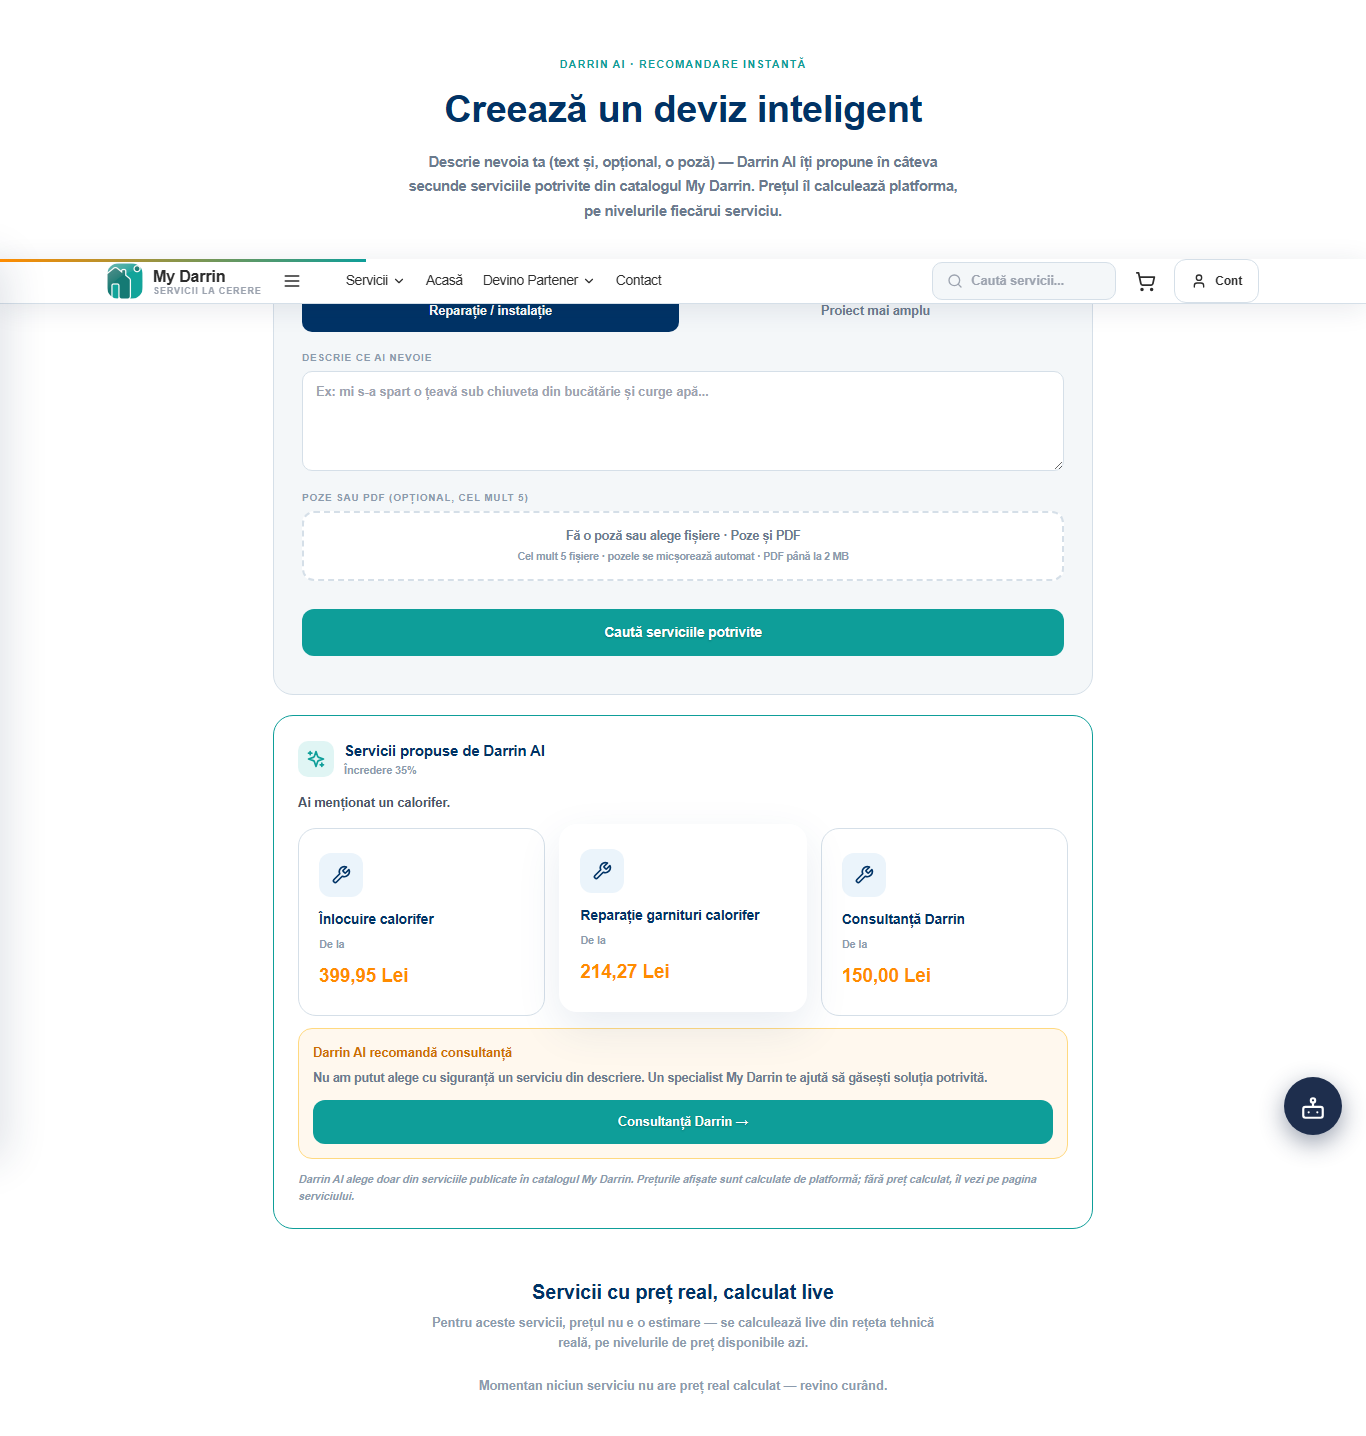 DARRIN AI · RECOMANDARE INSTANTĂ
Creează un deviz inteligent
Descrie nevoia ta (text și, opțional, o poză) — Darrin AI îți propune în câteva
secunde serviciile potrivite din catalogul My Darrin. Prețul îl calculează platforma,
pe nivelurile fiecărui serviciu.
My Darrin
SERVICII LA CERERE
Servicii
Acasă
Devino Partener
Contact
Caută servicii...
Cont
Reparație / instalație
Proiect mai amplu
DESCRIE CE AI NEVOIE
Ex: mi s-a spart o țeavă sub chiuveta din bucătărie și curge apă...
POZE SAU PDF (OPȚIONAL, CEL MULT 5)
Fă o poză sau alege fișiere · Poze și PDF
Cel mult 5 fișiere · pozele se micșorează automat · PDF până la 2 MB
Caută serviciile potrivite
Servicii propuse de Darrin AI
Încredere 35%
Ai menționat un calorifer.
Înlocuire calorifer
De la
399,95 Lei
Reparație garnituri calorifer
De la
214,27 Lei
Consultanță Darrin
De la
150,00 Lei
Darrin AI recomandă consultanță
Nu am putut alege cu siguranță un serviciu din descriere. Un specialist My Darrin te ajută să găsești soluția potrivită.
Consultanță Darrin →
Darrin AI alege doar din serviciile publicate în catalogul My Darrin. Prețurile afișate sunt calculate de platformă; fără preț calculat, îl vezi pe pagina
serviciului.
Servicii cu preț real, calculat live
Pentru aceste servicii, prețul nu e o estimare — se calculează live din rețeta tehnică
reală, pe nivelurile de preț disponibile azi.
Momentan niciun serviciu nu are preț real calculat — revino curând.